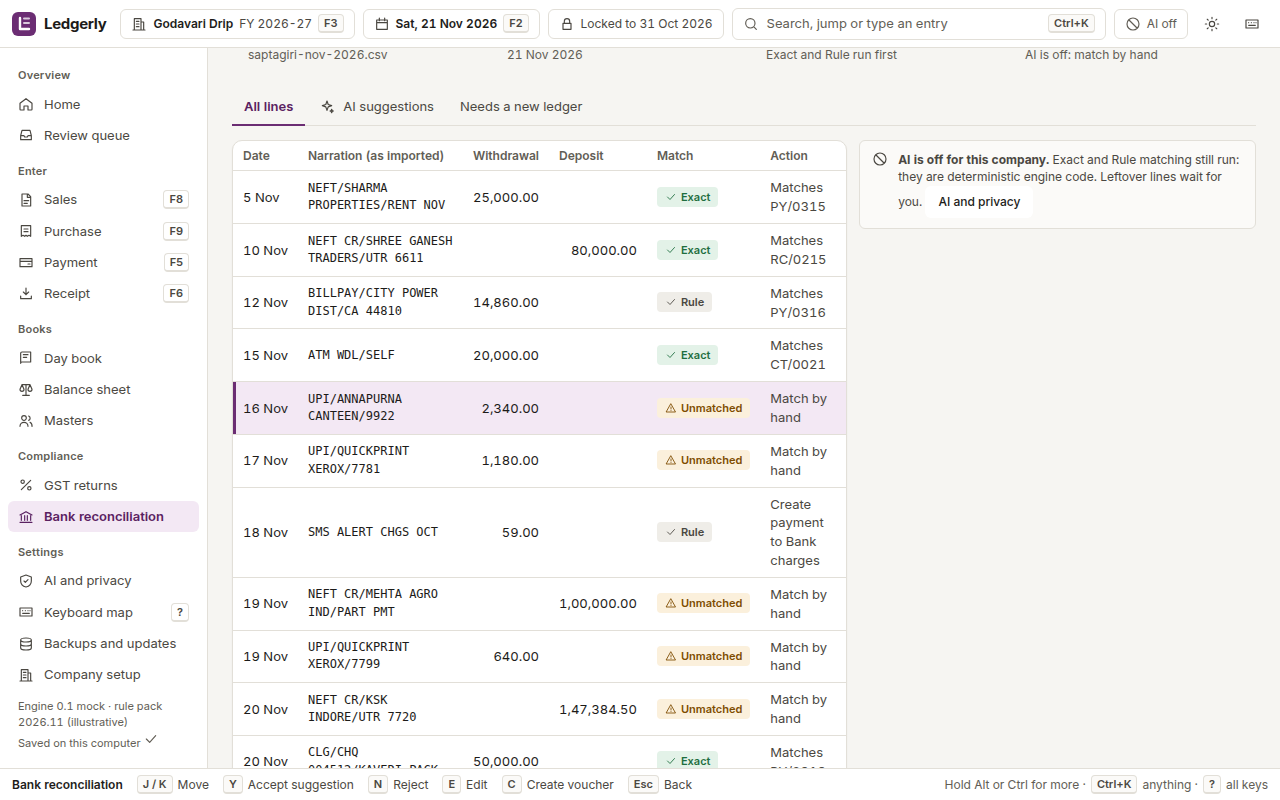 Ledgerly
Godavari Drip FY 2026-27 F3
Sat, 21 Nov 2026 F2
Locked to 31 Oct 2026
Search, jump or type an entry Ctrl+K
AI off
Overview
Home
Review queue
Enter
Sales F8
Purchase F9
Payment F5
Receipt F6
Books
Day book
Balance sheet
Masters
Compliance
GST returns
Bank reconciliation
Settings
AI and privacy
Keyboard map ?
Backups and updates
Company setup
Engine 0.1 mock · rule pack
2026.11 (illustrative)
Saved on this computer
saptagiri-nov-2026.csv 21 Nov 2026 Exact and Rule run first AI is off: match by hand
All lines AI suggestions Needs a new ledger
Date Narration (as imported) Withdrawal Deposit Match Action
5 Nov NEFT/SHARMA PROPERTIES/RENT NOV 25,000.00 Exact Matches PY/0315
10 Nov NEFT CR/SHREE GANESH TRADERS/UTR 6611 80,000.00 Exact Matches RC/0215
12 Nov BILLPAY/CITY POWER DIST/CA 44810 14,860.00 Rule Matches PY/0316
15 Nov ATM WDL/SELF 20,000.00 Exact Matches CT/0021
16 Nov UPI/ANNAPURNA CANTEEN/9922 2,340.00 Unmatched Match by hand
17 Nov UPI/QUICKPRINT XEROX/7781 1,180.00 Unmatched Match by hand
18 Nov SMS ALERT CHGS OCT 59.00 Rule Create payment to Bank charges
19 Nov NEFT CR/MEHTA AGRO IND/PART PMT 1,00,000.00 Unmatched Match by hand
19 Nov UPI/QUICKPRINT XEROX/7799 640.00 Unmatched Match by hand
20 Nov NEFT CR/KSK INDORE/UTR 7720 1,47,384.50 Unmatched Match by hand
20 Nov CLG/CHQ 50,000.00 Exact Matches
AI is off for this company. Exact and Rule matching still run:
they are deterministic engine code. Leftover lines wait for
you. AI and privacy
Bank reconciliation J / K Move Y Accept suggestion N Reject E Edit C Create voucher Esc Back
Hold Alt or Ctrl for more · Ctrl+K anything · ? all keys